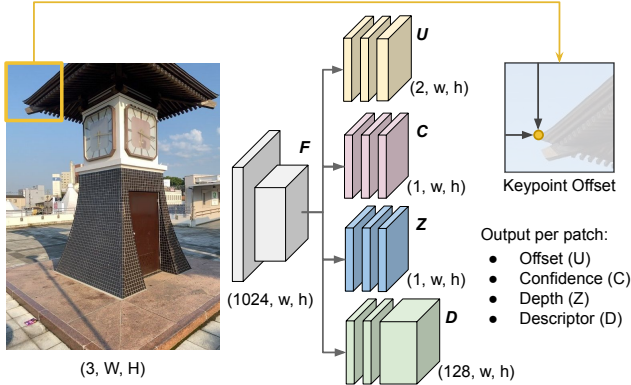 U
(2, w, h)
F
C
(1, w, h)
Keypoint Offset
Z
(1, w, h)
(1024, w, h)
D
(128, w, h)
(3, W, H)
Output per patch:
● Offset (U)
● Confidence (C)
● Depth (Z)
● Descriptor (D)